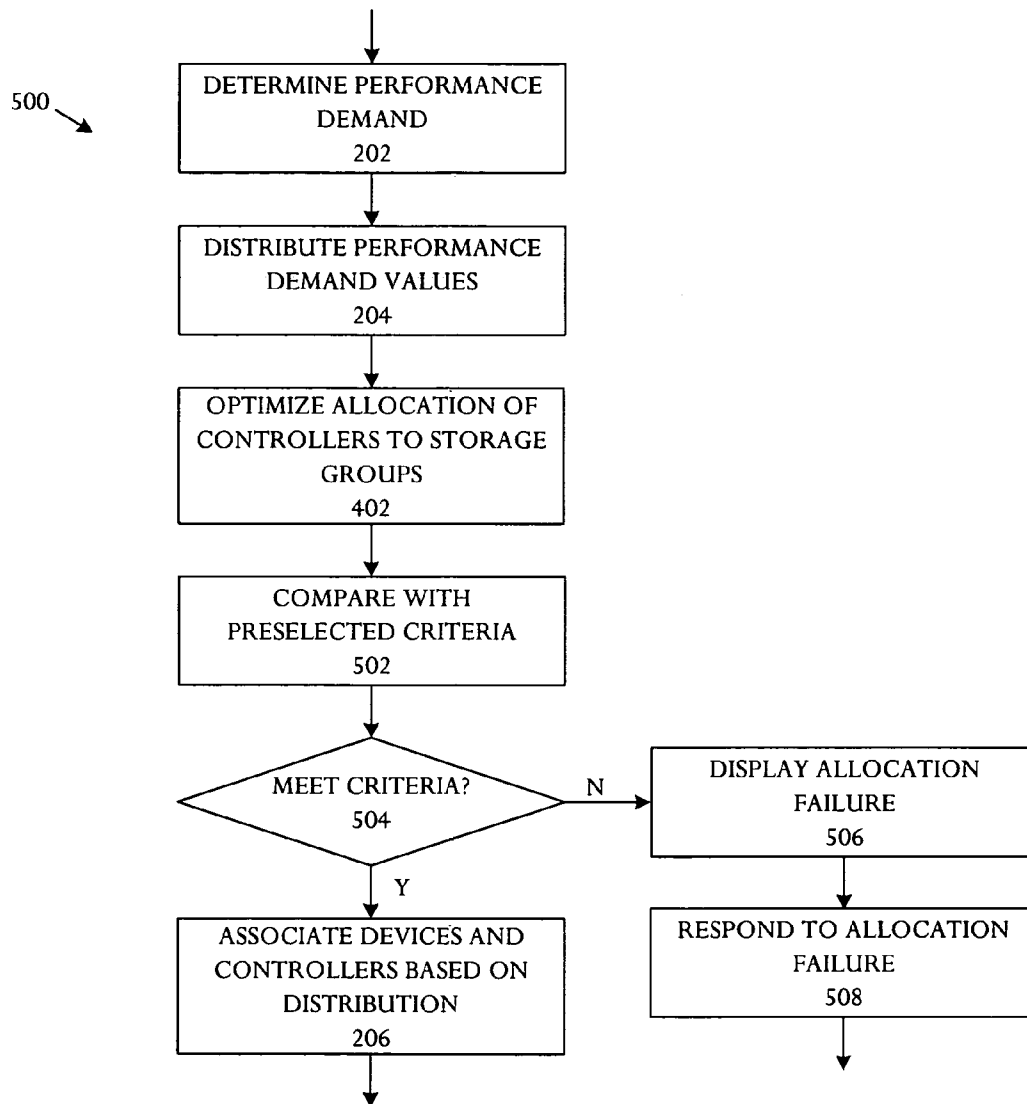 500
DETERMINE PERFORMANCE
DEMAND
202
DISTRIBUTE PERFORMANCE
DEMAND VALUES
204
OPTIMIZE ALLOCATION OF
CONTROLLERS TO STORAGE
GROUPS
402
COMPARE WITH
PRESELECTED CRITERIA
502
MEET CRITERIA?
504
N
DISPLAY ALLOCATION
FAILURE
506
Y
ASSOCIATE DEVICES AND
CONTROLLERS BASED ON
DISTRIBUTION
206
RESPOND TO ALLOCATION
FAILURE
508